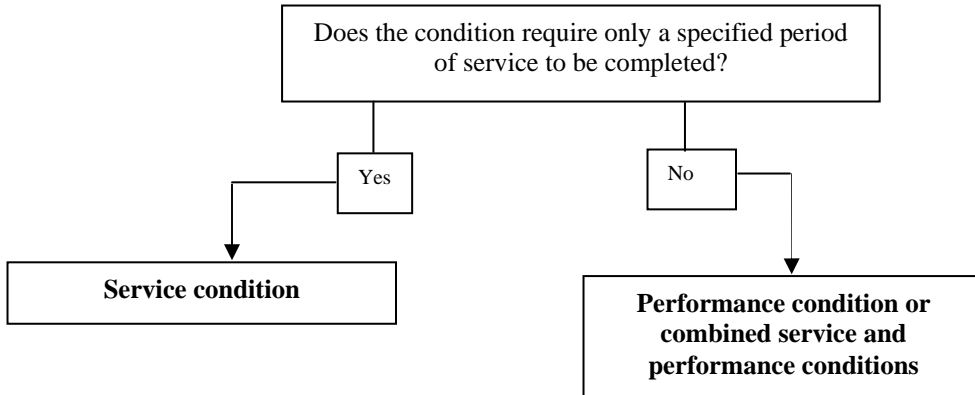 Does the condition require only a specified period
of service to be completed?
Yes
No
Service condition
Performance condition or
combined service and
performance conditions